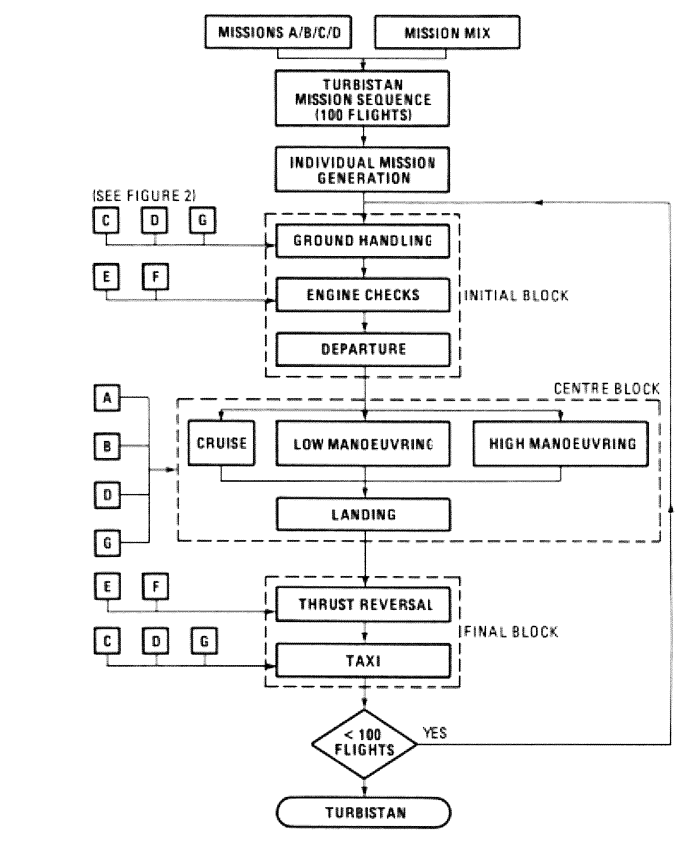 MISSIONS A/B/C/D
MISSION MIX
TURBISTAN
MISSION SEQUENCE
(100 FLIGHTS)
INDIVIDUAL MISSION
GENERATION
(SEE FIGURE 2)
C D G
GROUND HANDLING
E F
ENGINE CHECKS
INITIAL BLOCK
DEPARTURE
CENTRE BLOCK
A
B
D
G
CRUISE
LOW MANOEUVRING
HIGH MANOEUVRING
LANDING
E F
THRUST REVERSAL
FINAL BLOCK
C D G
TAXI
< 100
FLIGHTS
YES
TURBISTAN